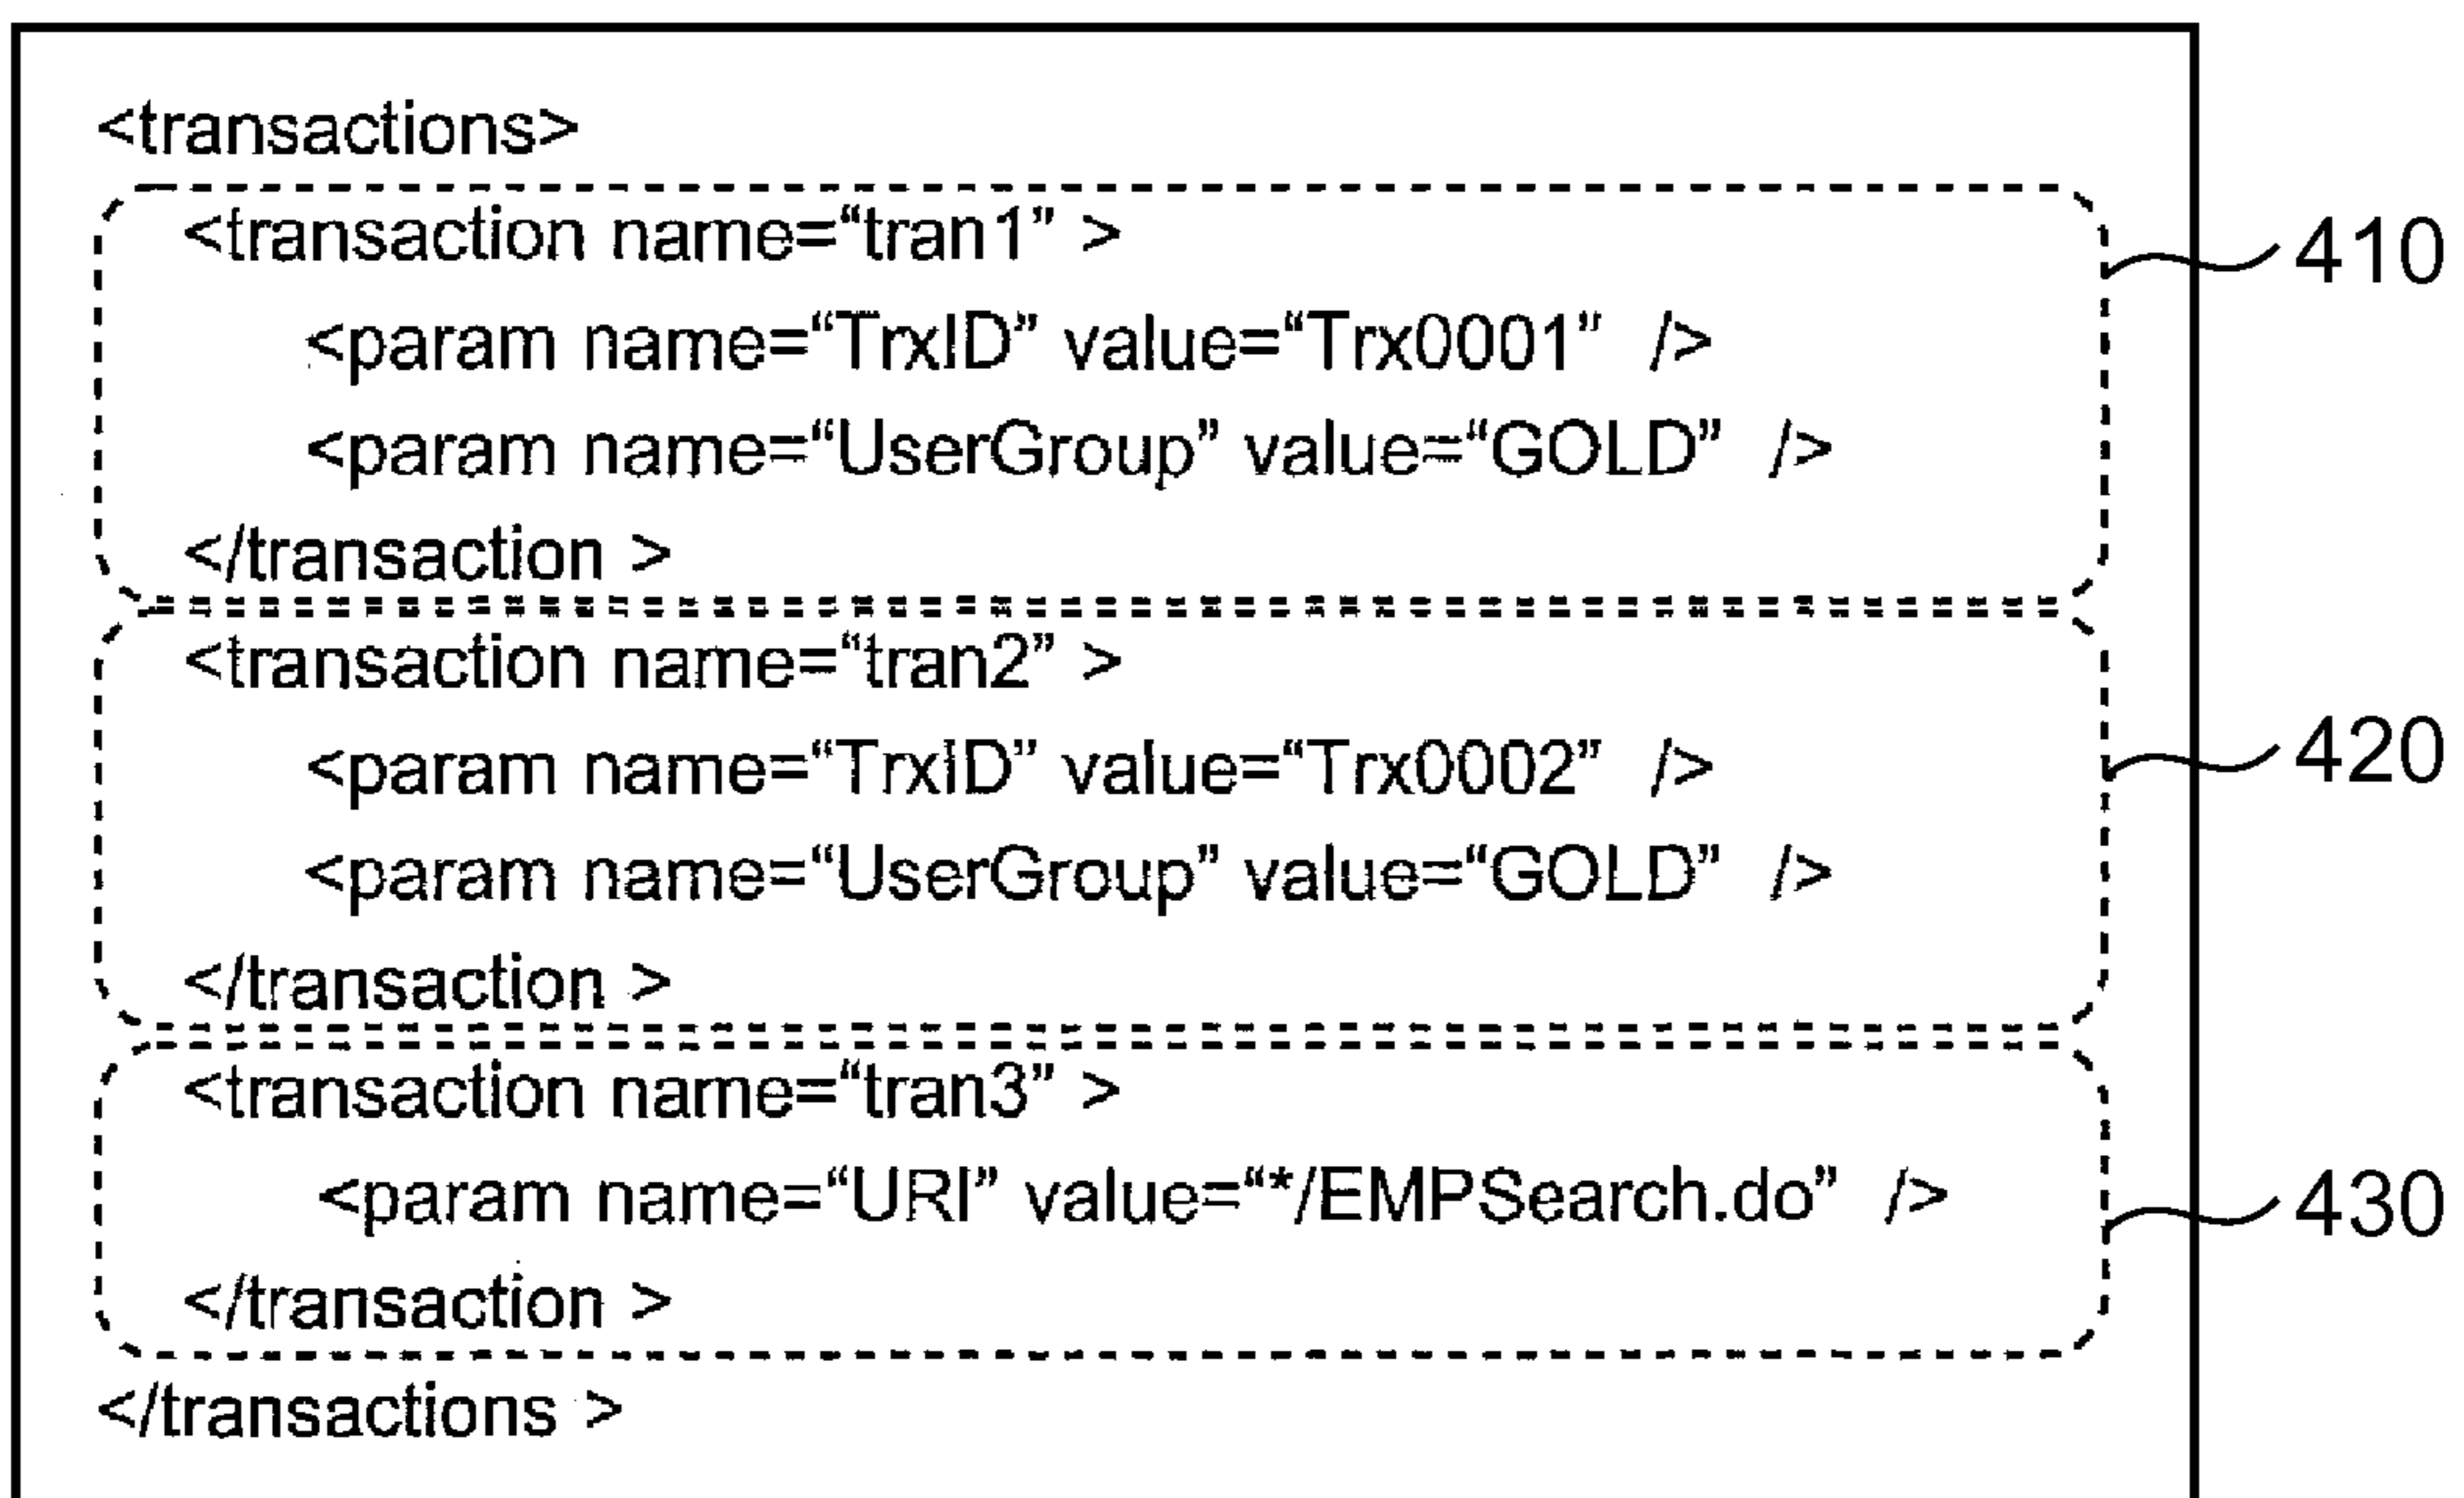 <transactions>
<transaction name=“tran1” > 410
<param name=“TrxID” value=“Trx0001” />
<param name=“UserGroup” value=“GOLD” />
</transaction >
<transaction name=“tran2” >
<param name=“TrxID” value=“Trx0002” /> 420
<param name=“UserGroup” value=“GOLD” />
</transaction >
<transaction name=“tran3” >
<param name=“URI” value=“*/EMPSearch.do” /> 430
</transaction >
</transactions >